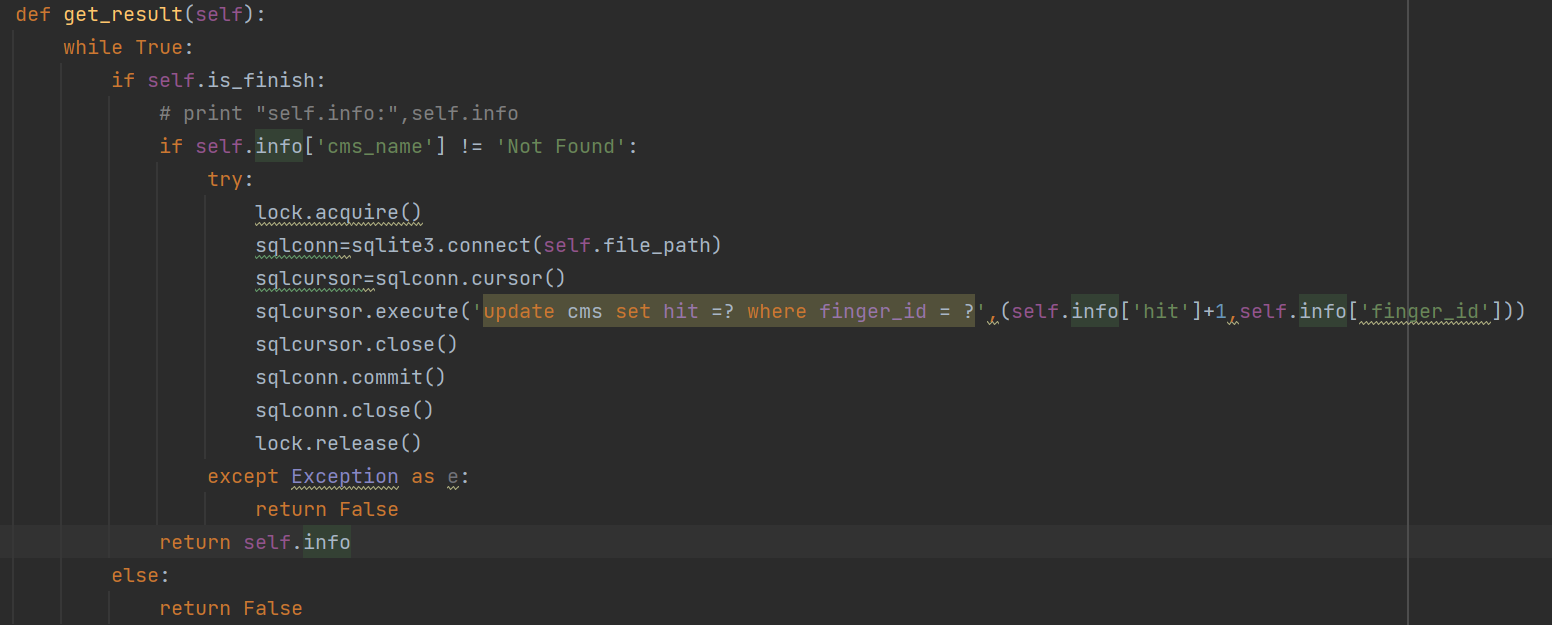 def get_result(self):
while True:
if self.is_finish:
# print "self.info:",self.info
if self.info['cms_name'] != 'Not Found':
try:
lock.acquire()
sqlconn=sqlite3.connect(self.file_path)
sqlcursor=sqlconn.cursor()
sqlcursor.execute('update cms set hit =? where finger_id = ?',(self.info['hit']+1,self.info['finger_id']))
sqlcursor.close()
sqlconn.commit()
sqlconn.close()
lock.release()
except Exception as e:
return False
return self.info
else:
return False